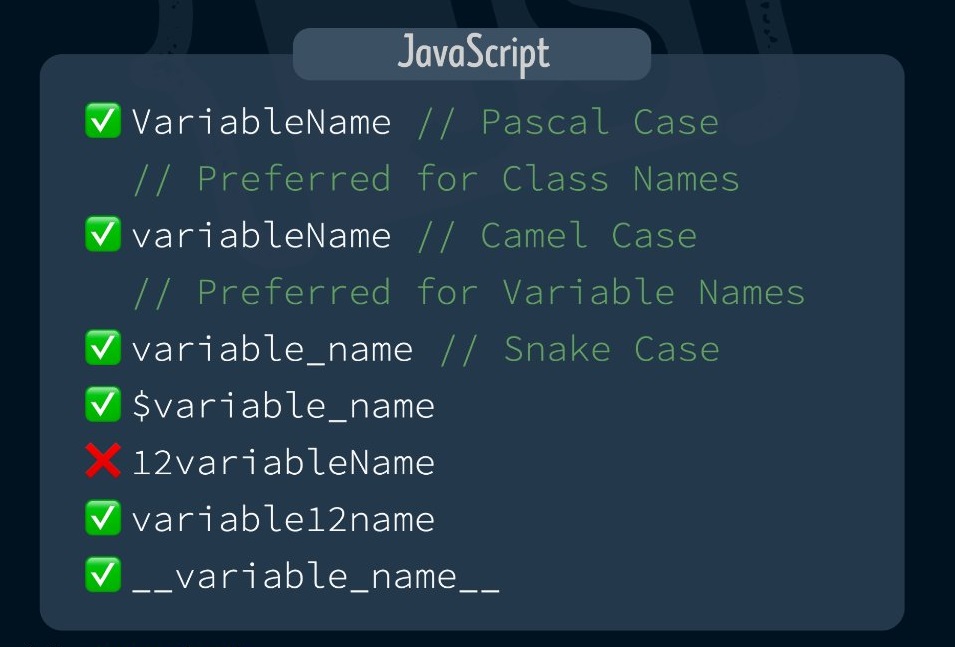 JavaScript
✅ VariableName // Pascal Case
// Preferred for Class Names
✅ variableName // Camel Case
// Preferred for Variable Names
✅ variable_name // Snake Case
✅ $variable_name
❌ 12variableName
✅ variable12name
✅ __variable_name__